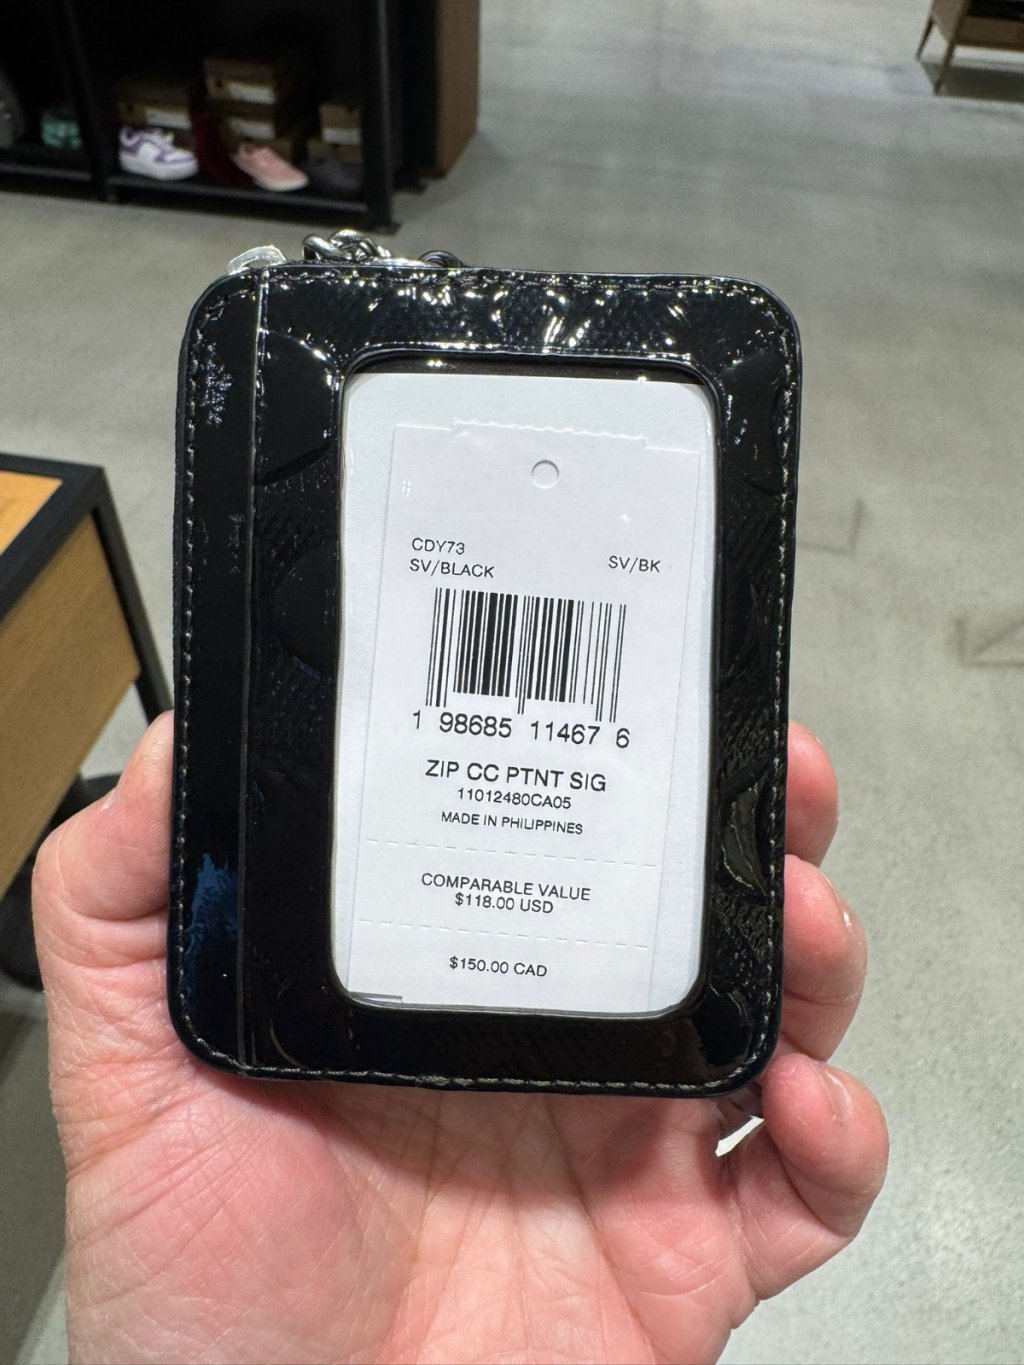 CDY73
SV/BLACK SV/BK
1 98685 11467 6
ZIP CC PTNT SIG
11012480CA05
MADE IN PHILIPPINES
COMPARABLE VALUE
$118.00 USD
$150.00 CAD